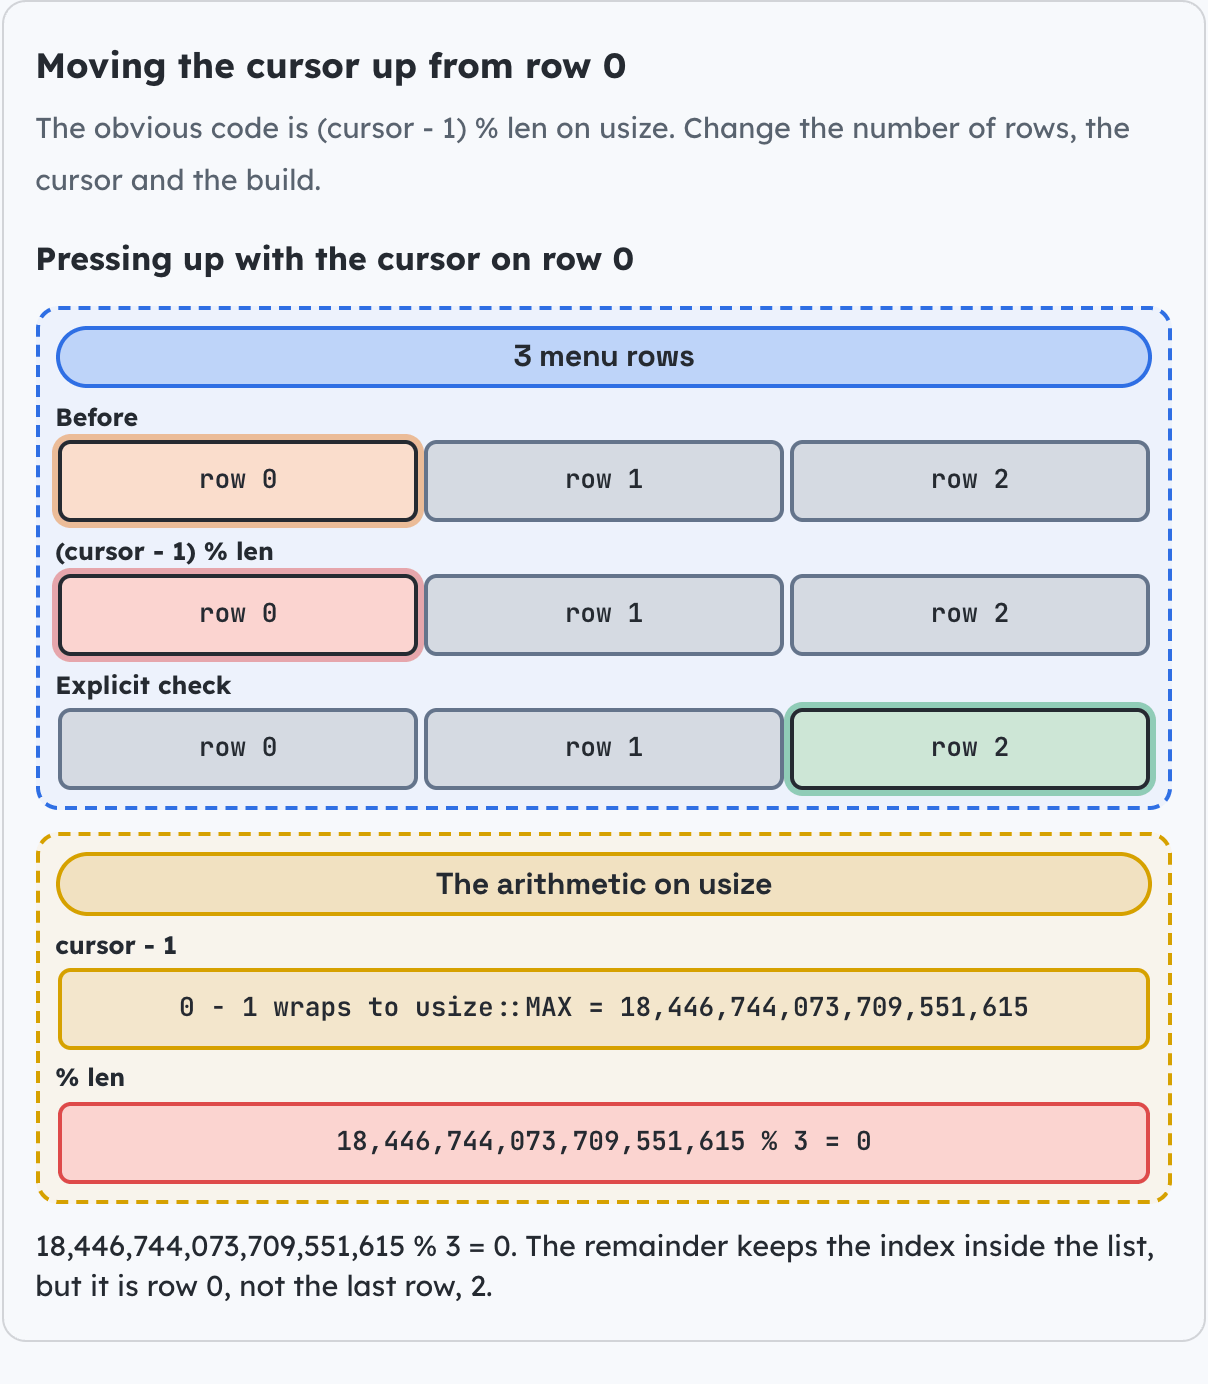 Moving the cursor up from row 0
The obvious code is (cursor - 1) % len on usize. Change the number of rows, the
cursor and the build.
Pressing up with the cursor on row 0
3 menu rows
Before
row 0 row 1 row 2
(cursor - 1) % len
row 0 row 1 row 2
Explicit check
row 0 row 1 row 2
The arithmetic on usize
cursor - 1
0 - 1 wraps to usize::MAX = 18,446,744,073,709,551,615
% len
18,446,744,073,709,551,615 % 3 = 0
18,446,744,073,709,551,615 % 3 = 0. The remainder keeps the index inside the list,
but it is row 0, not the last row, 2.